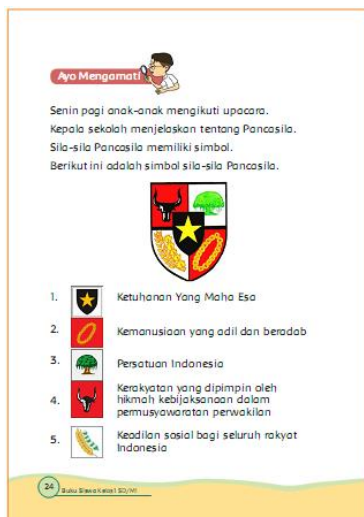 Ayo Mengamati
Senin pagi anak-anak mengikuti upacara.
Kepala sekolah menjelaskan tentang Pancasila.
Sila-sila Pancasila memiliki simbol.
Berikut ini adalah simbol sila-sila Pancasila.
1. Ketuhanan Yang Maha Esa
2. Kemanusiaan yang adil dan beradab
3. Persatuan Indonesia
4. Kerakyatan yang dipimpin oleh
hikmah kebijaksanaan dalam
permusyawaratan perwakilan
5. Keadilan sosial bagi seluruh rakyat
Indonesia
24 Buku Siswa Kelas 1 SD/MI